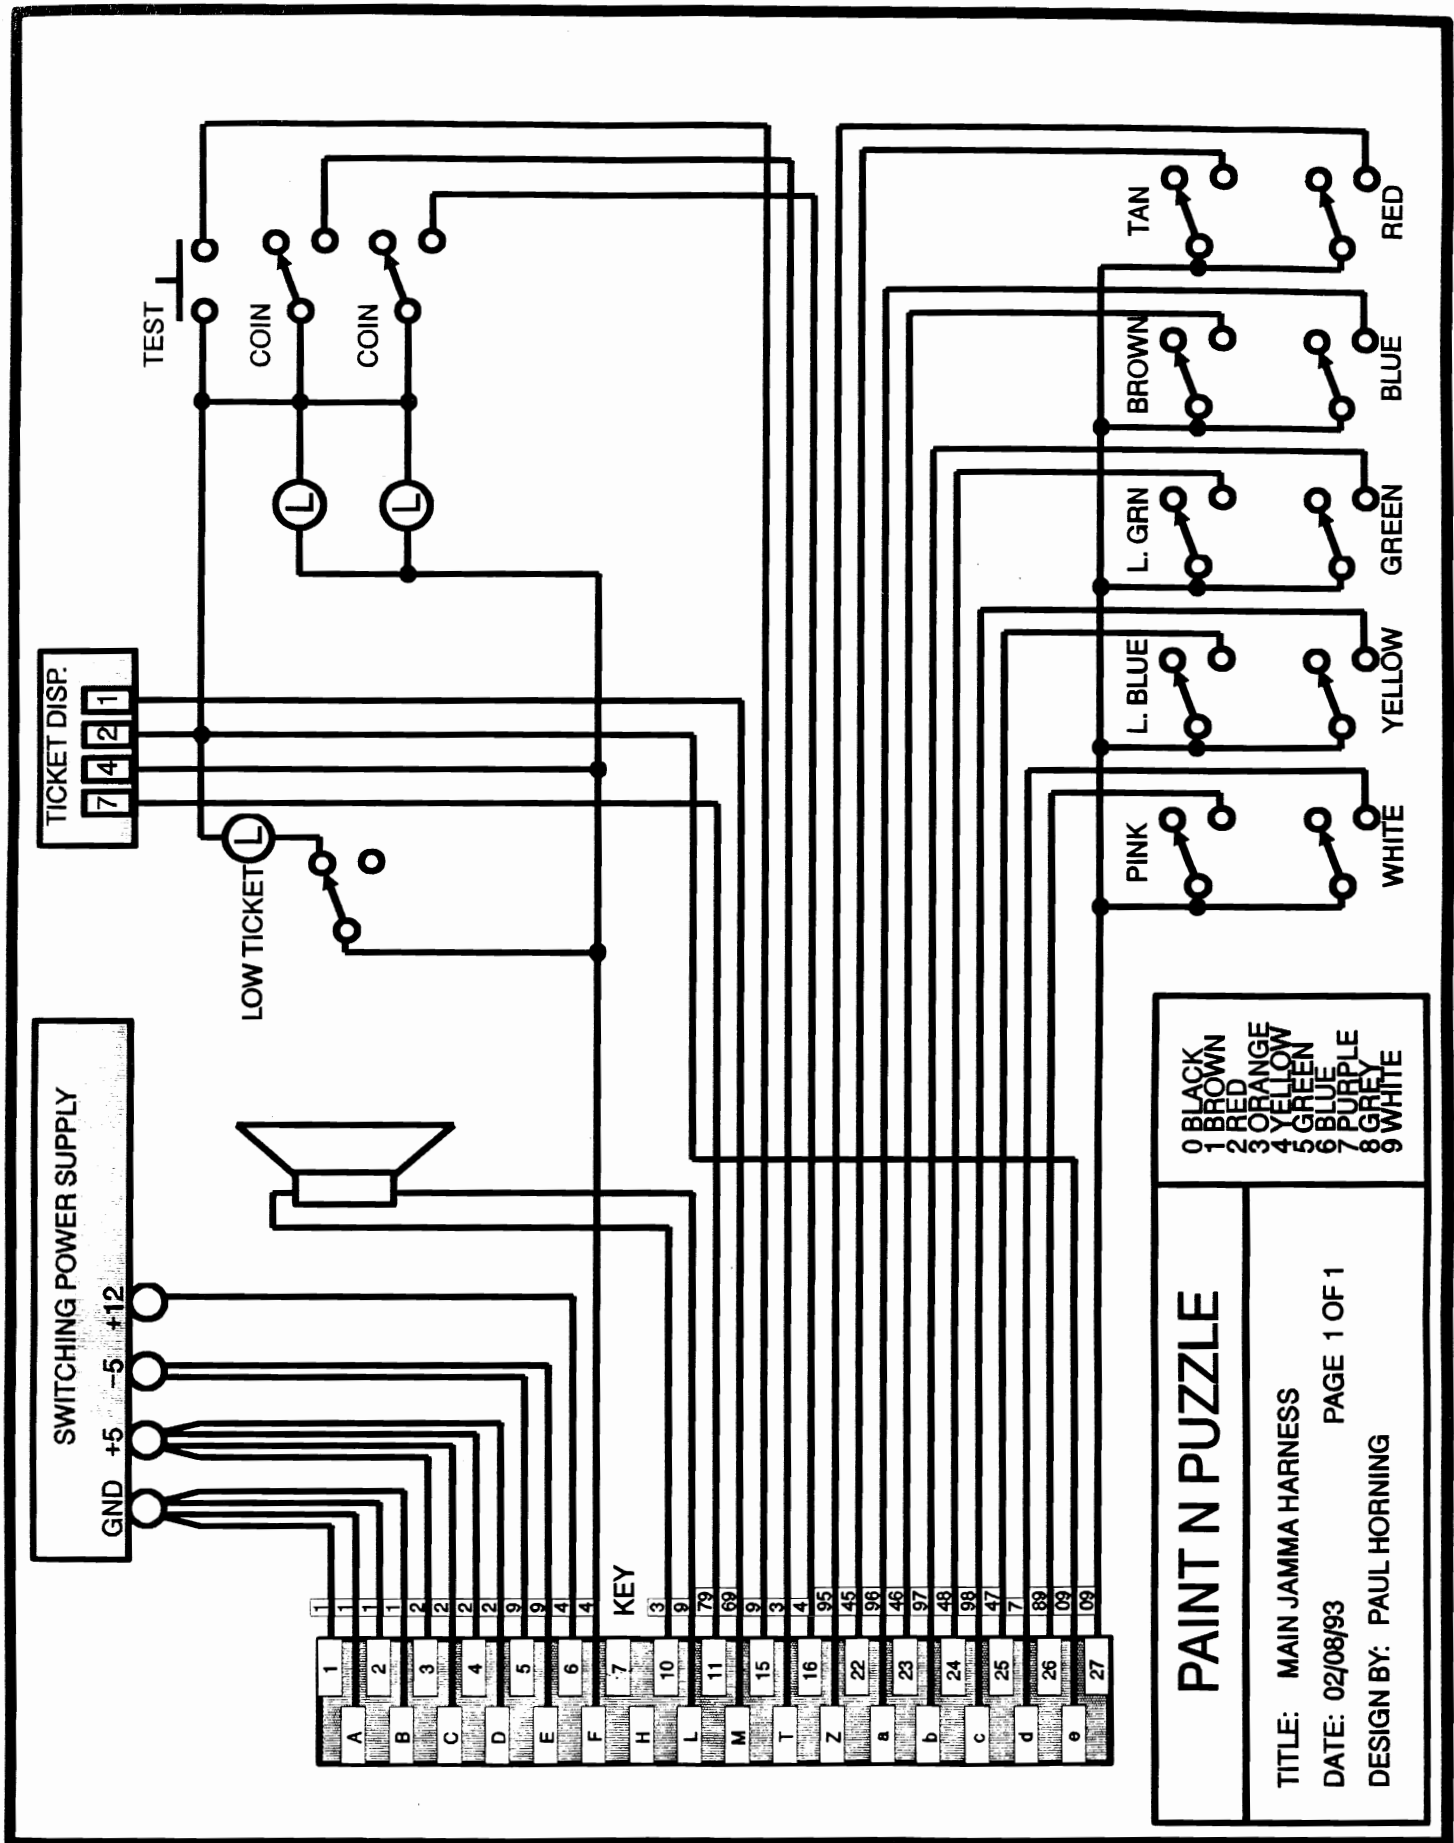 SWITCHING POWER SUPPLY
GND
+5
-5
+12
TICKET DISP.
7
4
2
1
LOW TICKET
L
TEST
COIN
COIN
L
L
KEY
1
1
1
1
2
2
2
2
9
9
4
4
3
9
79
69
9
3
4
95
45
96
46
97
48
98
47
7
89
09
09
1
2
3
4
5
6
7
10
11
15
16
22
23
24
25
26
27
A
B
C
D
E
F
H
L
M
T
Z
a
b
c
d
e
PINK
L. BLUE
L. GRN
BROWN
TAN
WHITE
YELLOW
GREEN
BLUE
RED
0 BLACK
1 BROWN
2 RED
3 ORANGE
4 YELLOW
5 GREEN
6 BLUE
7 PURPLE
8 GREY
9 WHITE
PAINT N PUZZLE
TITLE: MAIN JAMMA HARNESS
DATE: 02/08/93 PAGE 1 OF 1
DESIGN BY: PAUL HORNING